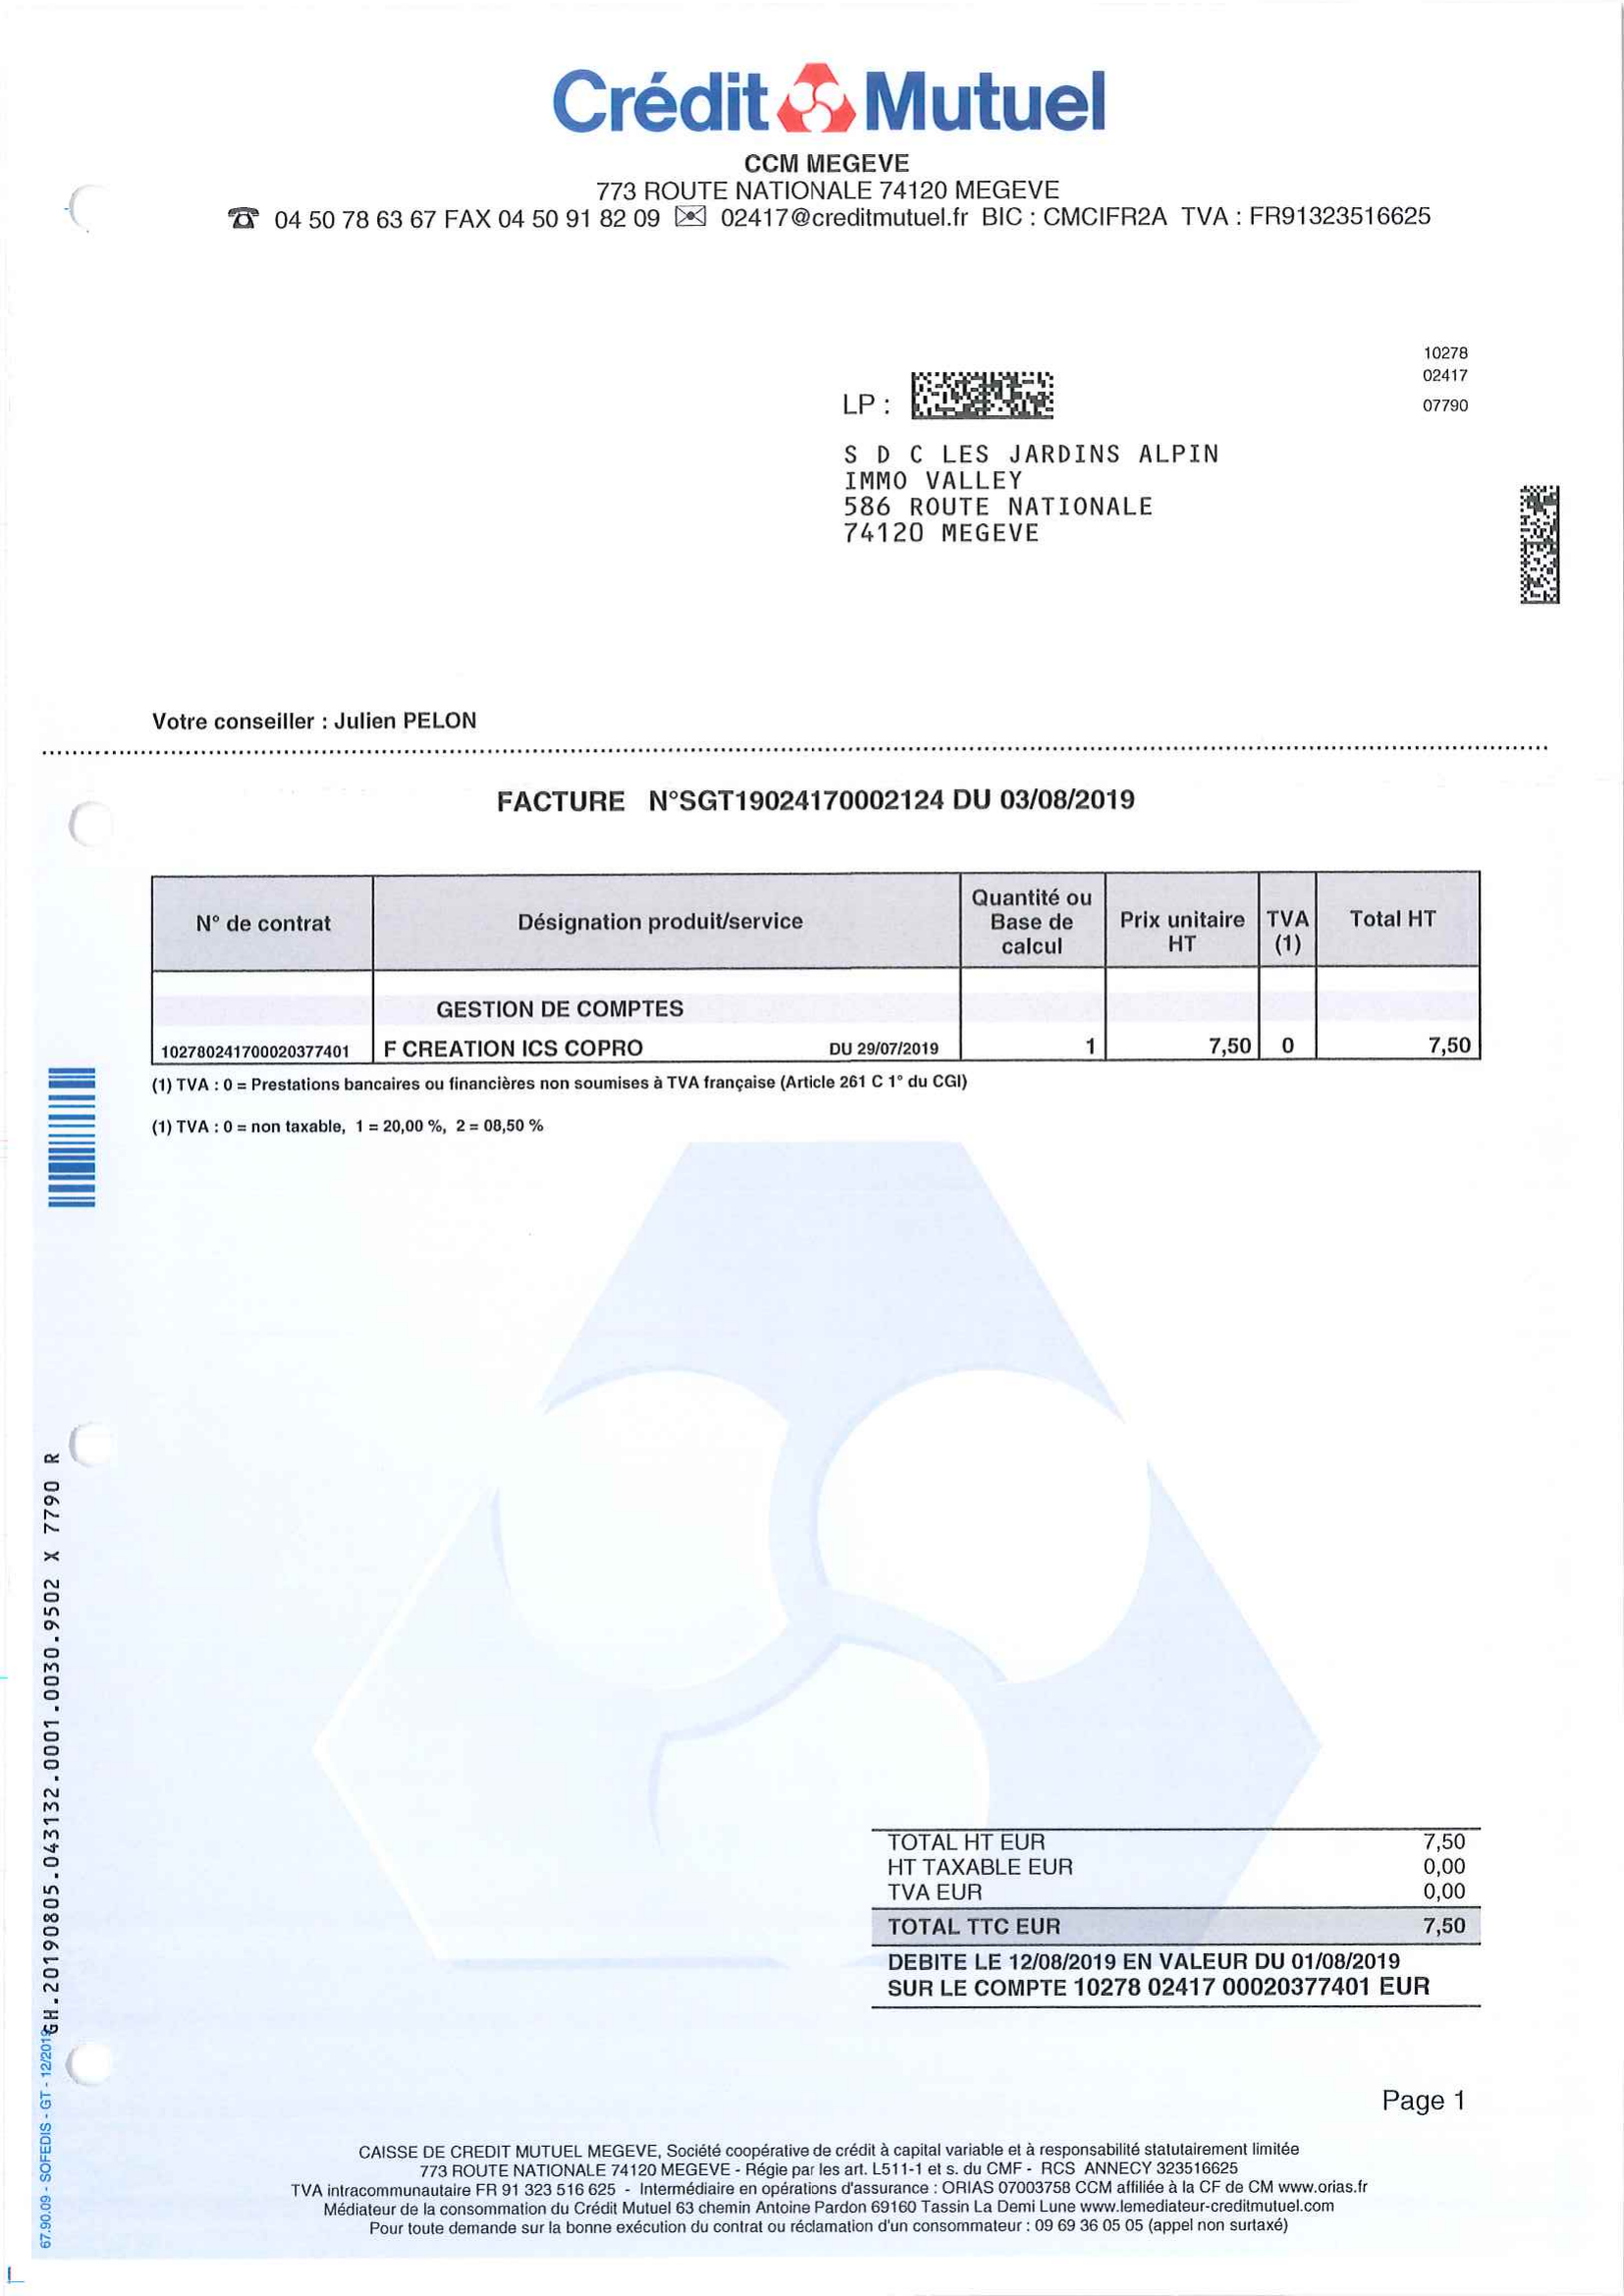 Crédit Mutuel
CCM MEGEVE
773 ROUTE NATIONALE 74120 MEGEVE
04 50 78 63 67 FAX 04 50 91 82 09 02417@creditmutuel.fr BIC : CMCIFR2A TVA : FR91323516625
10278
02417
07790
LP :
S D C LES JARDINS ALPIN
IMMO VALLEY
586 ROUTE NATIONALE
74120 MEGEVE
Votre conseiller : Julien PELON
FACTURE N°SGT19024170002124 DU 03/08/2019
N° de contrat Désignation produit/service Quantité ou Base de calcul Prix unitaire HT TVA (1) Total HT
GESTION DE COMPTES
102780241700020377401 F CREATION ICS COPRO DU 29/07/2019 1 7,50 0 7,50
(1) TVA : 0 = Prestations bancaires ou financières non soumises à TVA française (Article 261 C 1° du CGI)
(1) TVA : 0 = non taxable, 1 = 20,00 %, 2 = 08,50 %
TOTAL HT EUR 7,50
HT TAXABLE EUR 0,00
TVA EUR 0,00
TOTAL TTC EUR 7,50
DEBITE LE 12/08/2019 EN VALEUR DU 01/08/2019
SUR LE COMPTE 10278 02417 00020377401 EUR
GH.20190805.043132.0001.0030.9502 X 7790 R
67.90.09 - SOFEDIS - GT - 12/2019
Page 1
CAISSE DE CREDIT MUTUEL MEGEVE, Société coopérative de crédit à capital variable et à responsabilité statutairement limitée
773 ROUTE NATIONALE 74120 MEGEVE - Régie par les art. L511-1 et s. du CMF - RCS ANNECY 323516625
TVA intracommunautaire FR 91 323 516 625 - Intermédiaire en opérations d'assurance : ORIAS 07003758 CCM affiliée à la CF de CM www.orias.fr
Médiateur de la consommation du Crédit Mutuel 63 chemin Antoine Pardon 69160 Tassin La Demi Lune www.lemediateur-creditmutuel.com
Pour toute demande sur la bonne exécution du contrat ou réclamation d'un consommateur : 09 69 36 05 05 (appel non surtaxé)